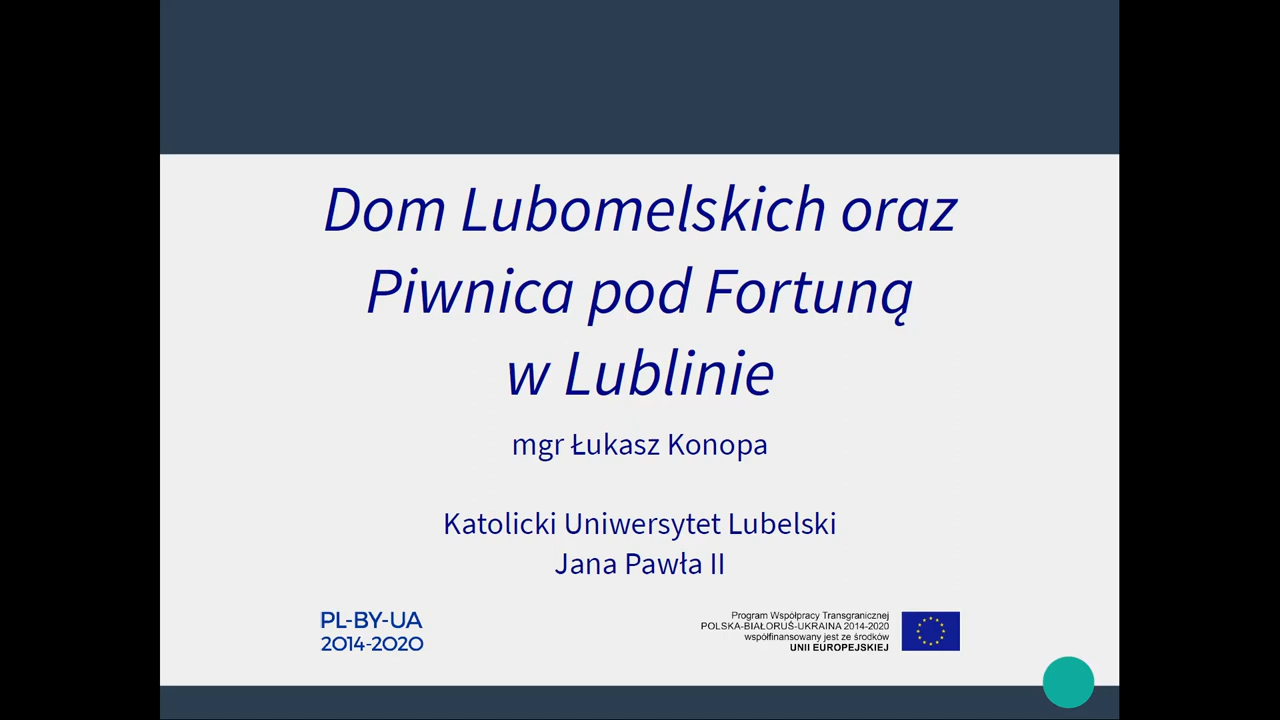 Dom Lubomelskich oraz
Piwnica pod Fortuną
w Lublinie
mgr Łukasz Konopa
Katolicki Uniwersytet Lubelski
Jana Pawła II
PL-BY-UA
2014-2020
Program Współpracy Transgranicznej
POLSKA-BIAŁORUŚ-UKRAINA 2014-2020
współfinansowany jest ze środków
UNII EUROPEJSKIEJ